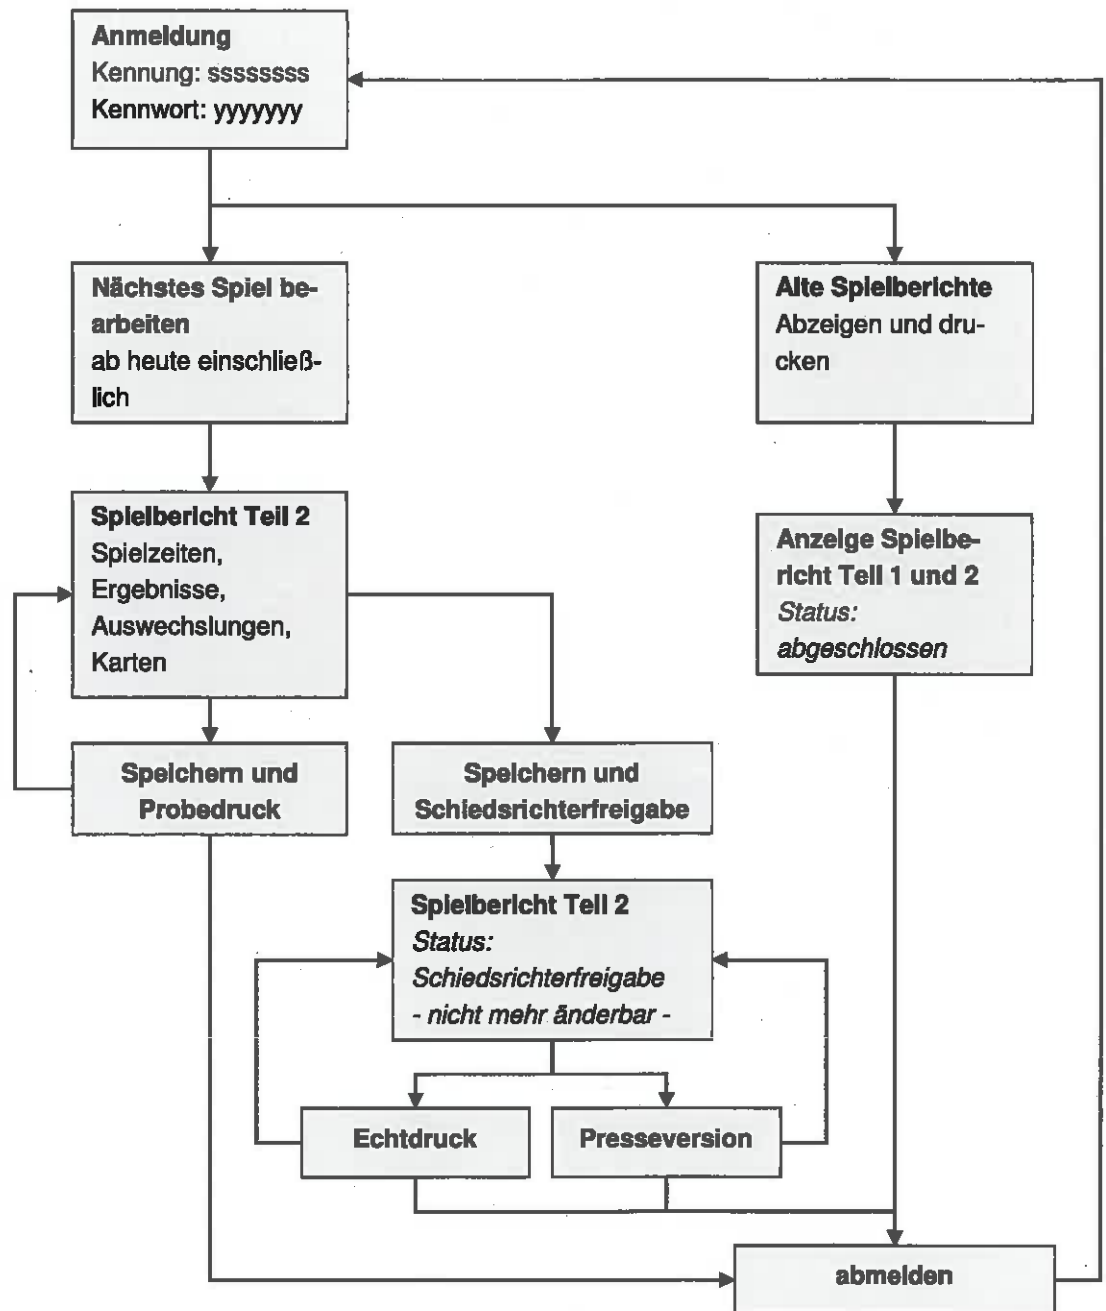 Anmeldung
Kennung: ssssssss
Kennwort: yyyyyyy
Nächstes Spiel be-
arbeiten
ab heute einschließ-
lich
Alte Spielberichte
Abzeigen und dru-
cken
Spielbericht Teil 2
Spielzeiten,
Ergebnisse,
Auswechslungen,
Karten
Anzeige Spielbe-
richt Teil 1 und 2
Status:
abgeschlossen
Speichern und
Probedruck
Speichern und
Schiedsrichterfreigabe
Spielbericht Teil 2
Status:
Schiedsrichterfreigabe
- nicht mehr änderbar -
Echtdruck
Presseversion
abmelden